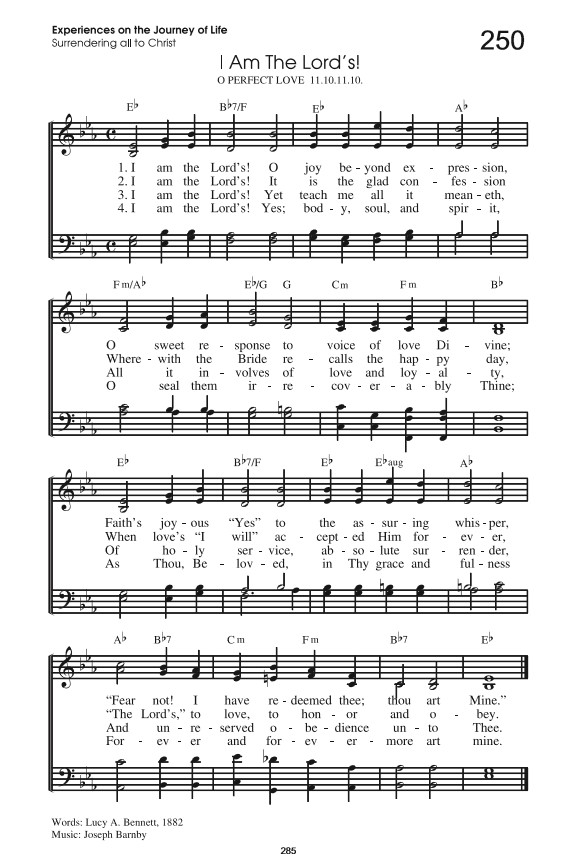 Experiences on the Journey of Life
Surrendering all to Christ
250
I Am The Lord's!
O PERFECT LOVE 11.10.11.10.
E♭ B♭7/F E♭ A♭
1. I am the Lord's! O joy be - yond ex - pres - sion,
2. I am the Lord's! It is the glad con - fes - sion
3. I am the Lord's! Yet teach me all it mean - eth,
4. I am the Lord's! Yes; bod - y, soul, and spir - it,
Fm/A♭ E♭/G G Cm Fm B♭
O sweet re - sponse to voice of love Di - vine;
Where - with the Bride re - calls the hap - py day,
All it in - volves of love and loy - al - ty,
O seal them ir - re - cov - er - a - bly Thine;
E♭ B♭7/F E♭ E♭aug A♭
Faith's joy - ous “Yes” to the as - sur - ing whis - per,
When love's “I will” ac - cept - ed Him for - ev - er,
Of ho - ly ser - vice, ab - so - lute sur - ren - der,
As Thou, Be - lov - ed, in Thy grace and ful - ness
A♭ B♭7 Cm Fm B♭7 E♭
“Fear not! I have re - deemed thee; thou art Mine.”
“The Lord's,” to love, to hon - or and o - bey.
And un - re - served o - be - dience un - to Thee.
For - ev - er and for - ev - er - more art mine.
Words: Lucy A. Bennett, 1882
Music: Joseph Barnby
285